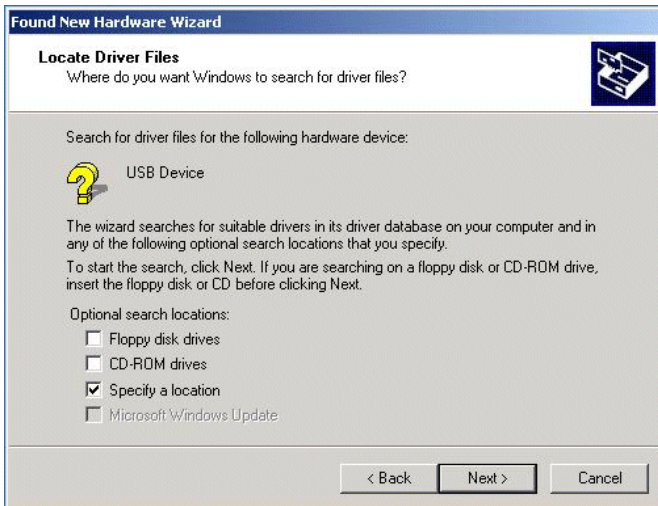 Found New Hardware Wizard
Locate Driver Files
Where do you want Windows to search for driver files?
Search for driver files for the following hardware device:
USB Device
The wizard searches for suitable drivers in its driver database on your computer and in
any of the following optional search locations that you specify.
To start the search, click Next. If you are searching on a floppy disk or CD-ROM drive,
insert the floppy disk or CD before clicking Next.
Optional search locations:
Floppy disk drives
CD-ROM drives
Specify a location
Microsoft Windows Update
< Back Next > Cancel